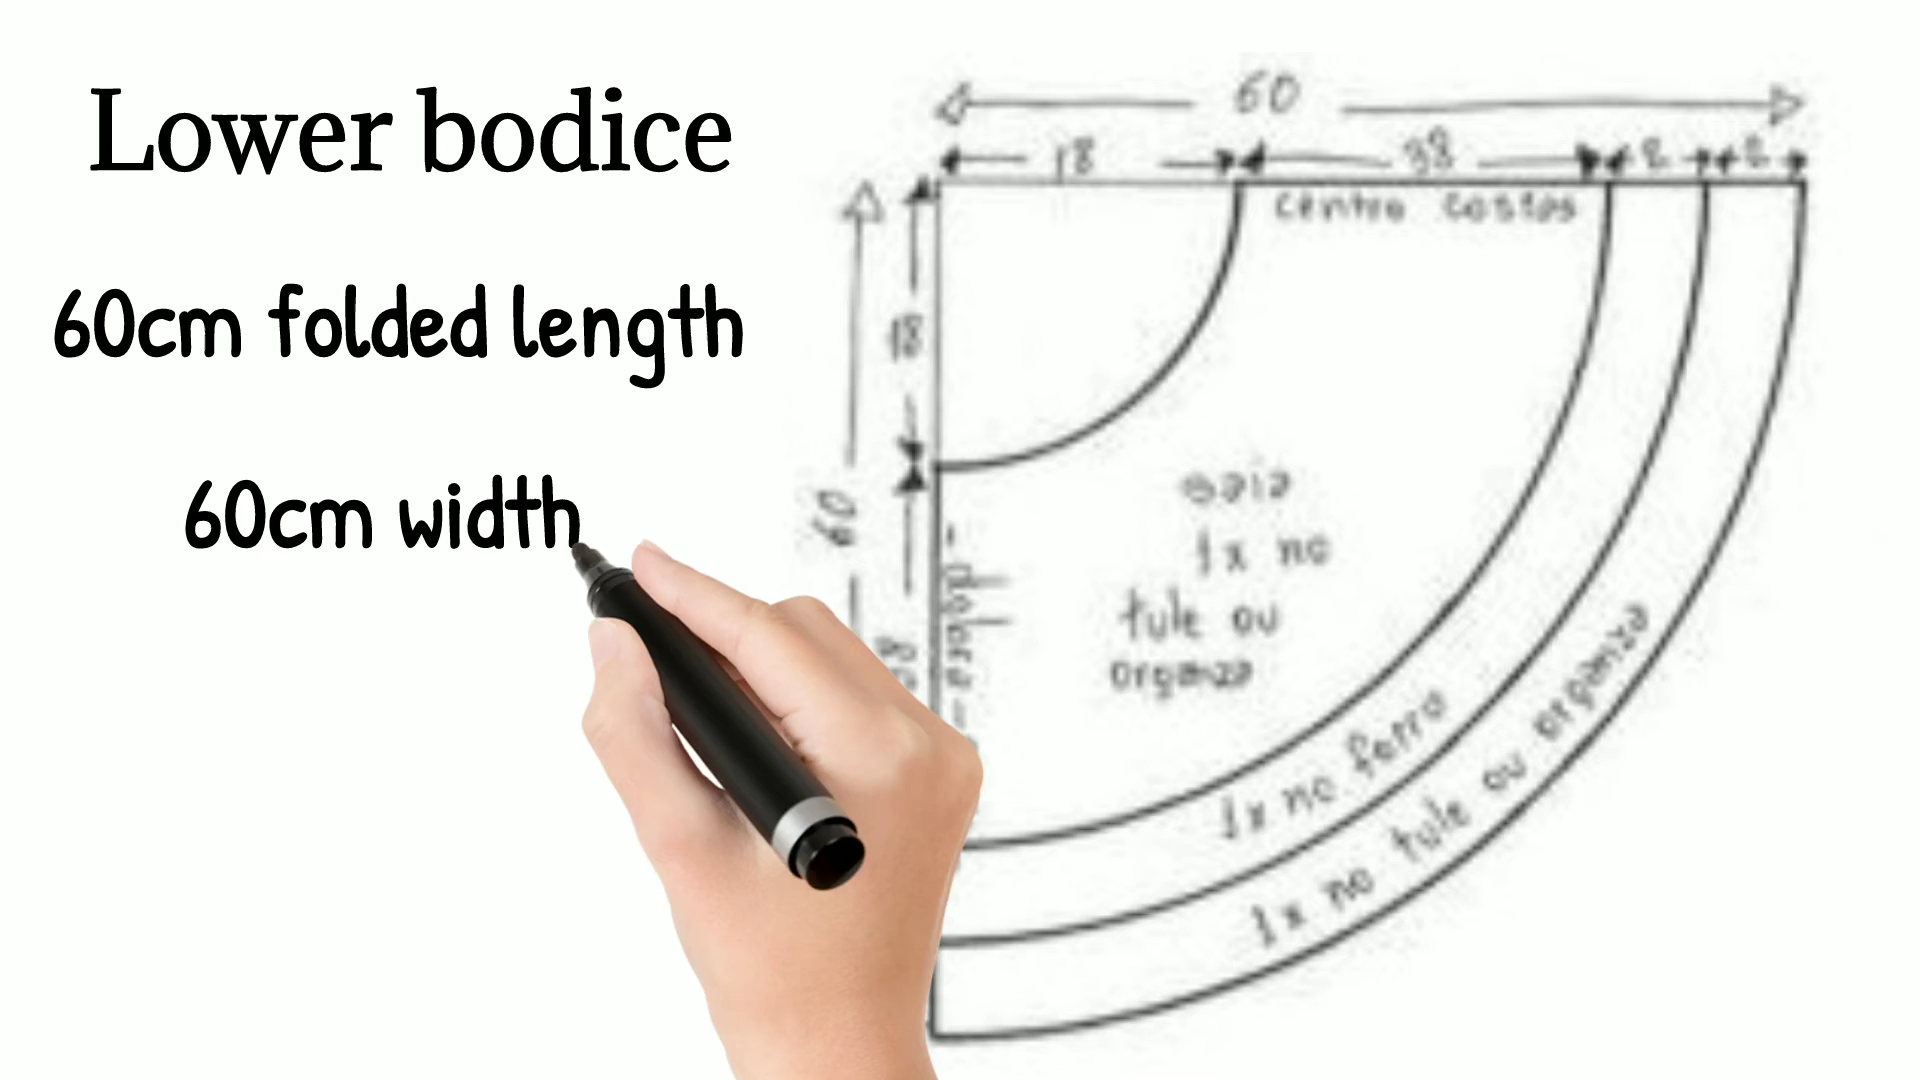 Lower bodice
60cm folded length
60cm width
60
18
38
2
2
centro costas
18
60
dobra
saia
1x no
tule ou
organza
1x no forro
1x no tule ou organza